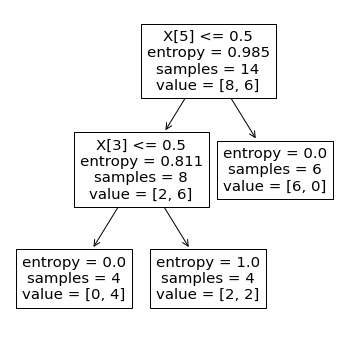 X[5] <= 0.5
entropy = 0.985
samples = 14
value = [8, 6]
X[3] <= 0.5
entropy = 0.811
samples = 8
value = [2, 6]
entropy = 0.0
samples = 6
value = [6, 0]
entropy = 0.0
samples = 4
value = [0, 4]
entropy = 1.0
samples = 4
value = [2, 2]